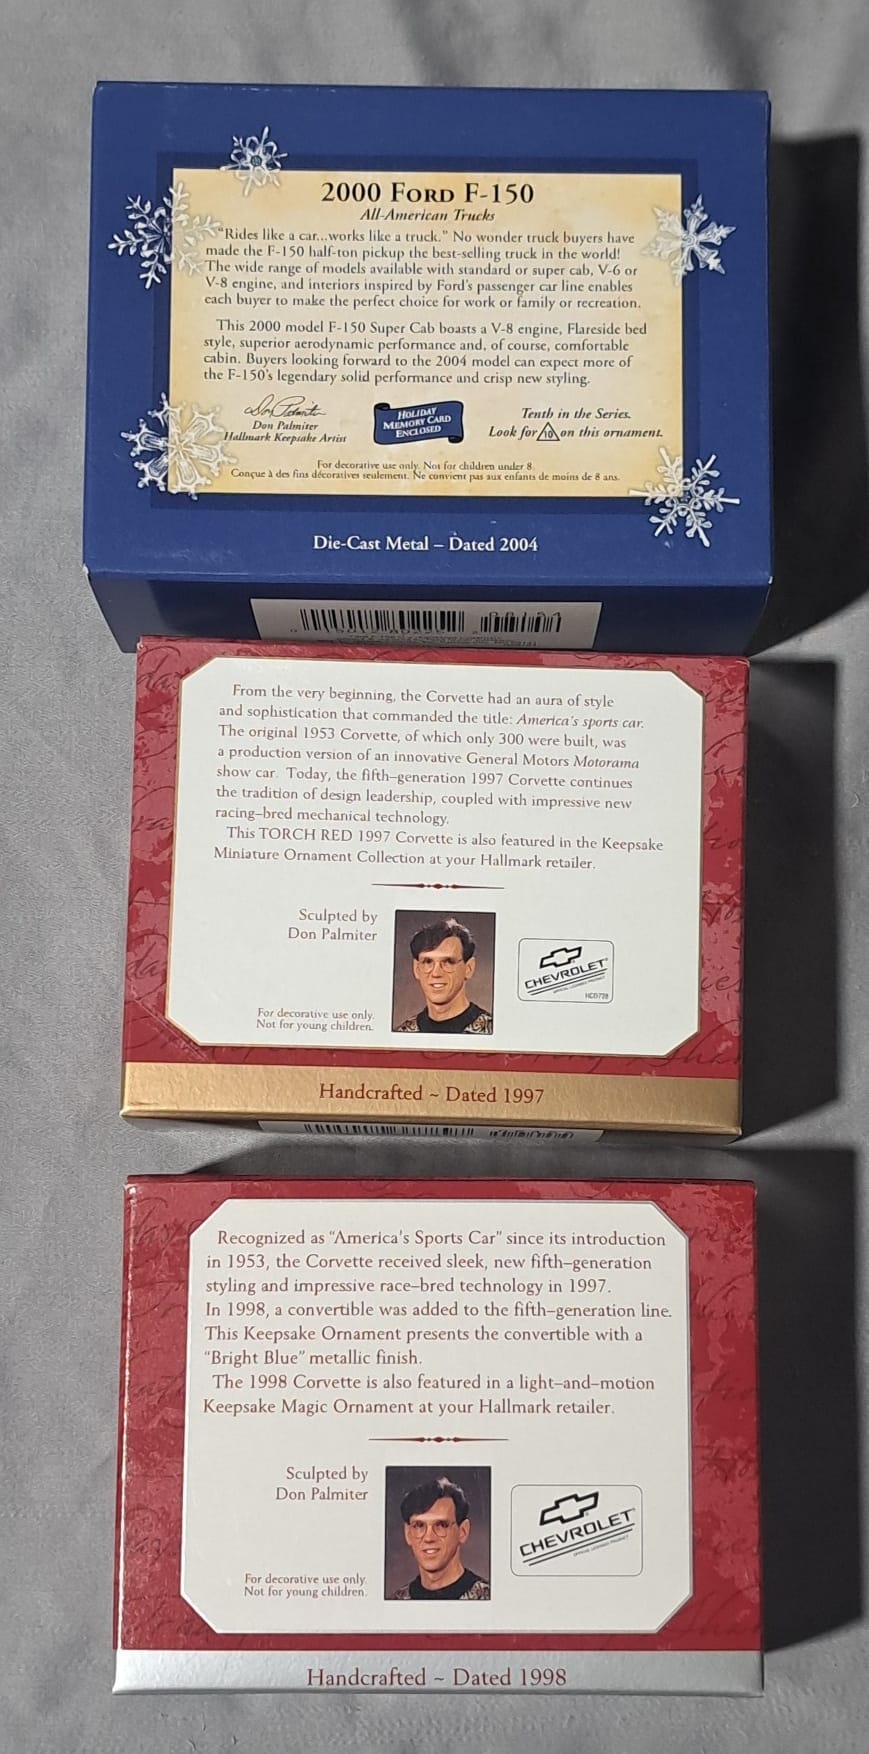 2000 Ford F-150
All-American Trucks
"Rides like a car...works like a truck." No wonder truck buyers have
made the F-150 half-ton pickup the best-selling truck in the world!
The wide range of models available with standard or super cab, V-6 or
V-8 engine, and interiors inspired by Ford's passenger car line enables
each buyer to make the perfect choice for work or family or recreation.
This 2000 model F-150 Super Cab boasts a V-8 engine, Flareside bed
style, superior aerodynamic performance and, of course, comfortable
cabin. Buyers looking forward to the 2004 model can expect more of
the F-150's legendary solid performance and crisp new styling.
Don Palmiter
Don Palmiter
Hallmark Keepsake Artist
HOLIDAY
MEMORY CARD
ENCLOSED
Tenth in the Series.
Look for 10 on this ornament.
For decorative use only. Not for children under 8.
Conçue à des fins décoratives seulement. Ne convient pas aux enfants de moins de 8 ans.
Die-Cast Metal – Dated 2004
From the very beginning, the Corvette had an aura of style
and sophistication that commanded the title: America's sports car.
The original 1953 Corvette, of which only 300 were built, was
a production version of an innovative General Motors Motorama
show car. Today, the fifth-generation 1997 Corvette continues
the tradition of design leadership, coupled with impressive new
racing-bred mechanical technology.
This TORCH RED 1997 Corvette is also featured in the Keepsake
Miniature Ornament Collection at your Hallmark retailer.
Sculpted by
Don Palmiter
CHEVROLET
OFFICIAL LICENSED PRODUCT
For decorative use only.
Not for young children.
Handcrafted ~ Dated 1997
Recognized as "America's Sports Car" since its introduction
in 1953, the Corvette received sleek, new fifth-generation
styling and impressive race-bred technology in 1997.
In 1998, a convertible was added to the fifth-generation line.
This Keepsake Ornament presents the convertible with a
"Bright Blue" metallic finish.
The 1998 Corvette is also featured in a light-and-motion
Keepsake Magic Ornament at your Hallmark retailer.
Sculpted by
Don Palmiter
CHEVROLET
OFFICIAL LICENSED PRODUCT
For decorative use only.
Not for young children.
Handcrafted ~ Dated 1998